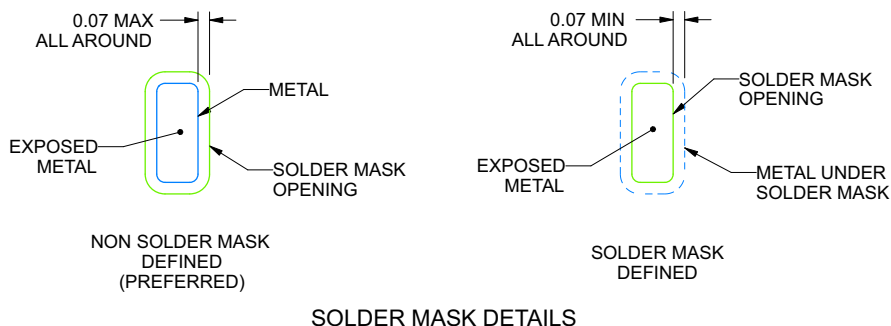 0.07 MAX
ALL AROUND
METAL
EXPOSED
METAL
SOLDER MASK
OPENING
NON SOLDER MASK
DEFINED
(PREFERRED)
0.07 MIN
ALL AROUND
SOLDER MASK
OPENING
EXPOSED
METAL
METAL UNDER
SOLDER MASK
SOLDER MASK
DEFINED
SOLDER MASK DETAILS